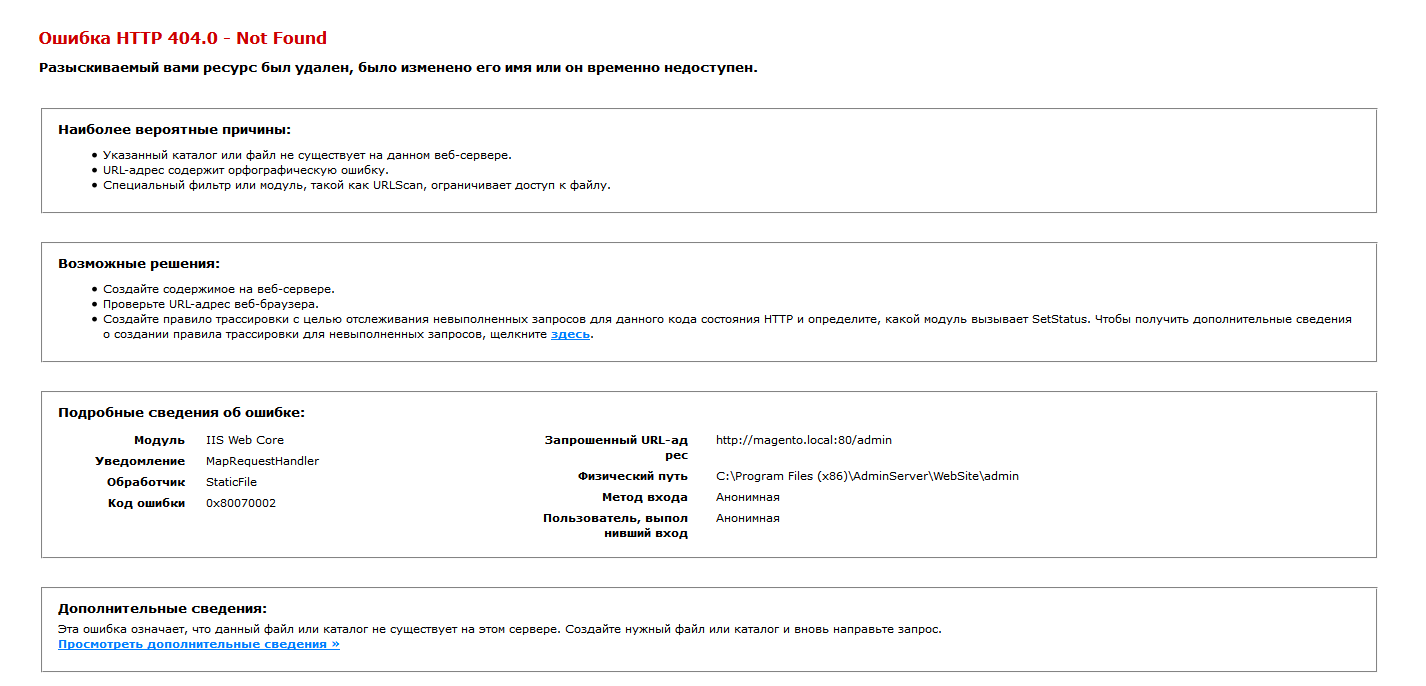 Ошибка HTTP 404.0 - Not Found
Разыскиваемый вами ресурс был удален, было изменено его имя или он временно недоступен.
Наиболее вероятные причины:
Указанный каталог или файл не существует на данном веб-сервере.
URL-адрес содержит орфографическую ошибку.
Специальный фильтр или модуль, такой как URLScan, ограничивает доступ к файлу.
Возможные решения:
Создайте содержимое на веб-сервере.
Проверьте URL-адрес веб-браузера.
Создайте правило трассировки с целью отслеживания невыполненных запросов для данного кода состояния HTTP и определите, какой модуль вызывает SetStatus. Чтобы получить дополнительные сведения
о создании правила трассировки для невыполненных запросов, щелкните здесь.
Подробные сведения об ошибке:
Модуль IIS Web Core
Уведомление MapRequestHandler
Обработчик StaticFile
Код ошибки 0x80070002
Запрошенный URL-ад http://magento.local:80/admin
рес
Физический путь C:\Program Files (x86)\AdminServer\WebSite\admin
Метод входа Анонимная
Пользователь, выпол Анонимная
нивший вход
Дополнительные сведения:
Эта ошибка означает, что данный файл или каталог не существует на этом сервере. Создайте нужный файл или каталог и вновь направьте запрос.
Просмотреть дополнительные сведения »